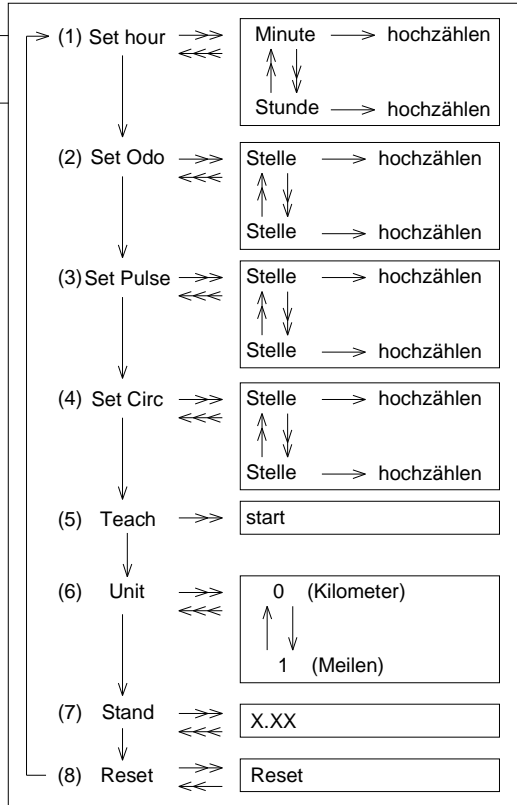 (1) Set hour
Minute hochzählen
Stunde hochzählen
(2) Set Odo
Stelle hochzählen
Stelle hochzählen
(3) Set Pulse
Stelle hochzählen
Stelle hochzählen
(4) Set Circ
Stelle hochzählen
Stelle hochzählen
(5) Teach
start
(6) Unit
0 (Kilometer)
1 (Meilen)
(7) Stand
X.XX
(8) Reset
Reset